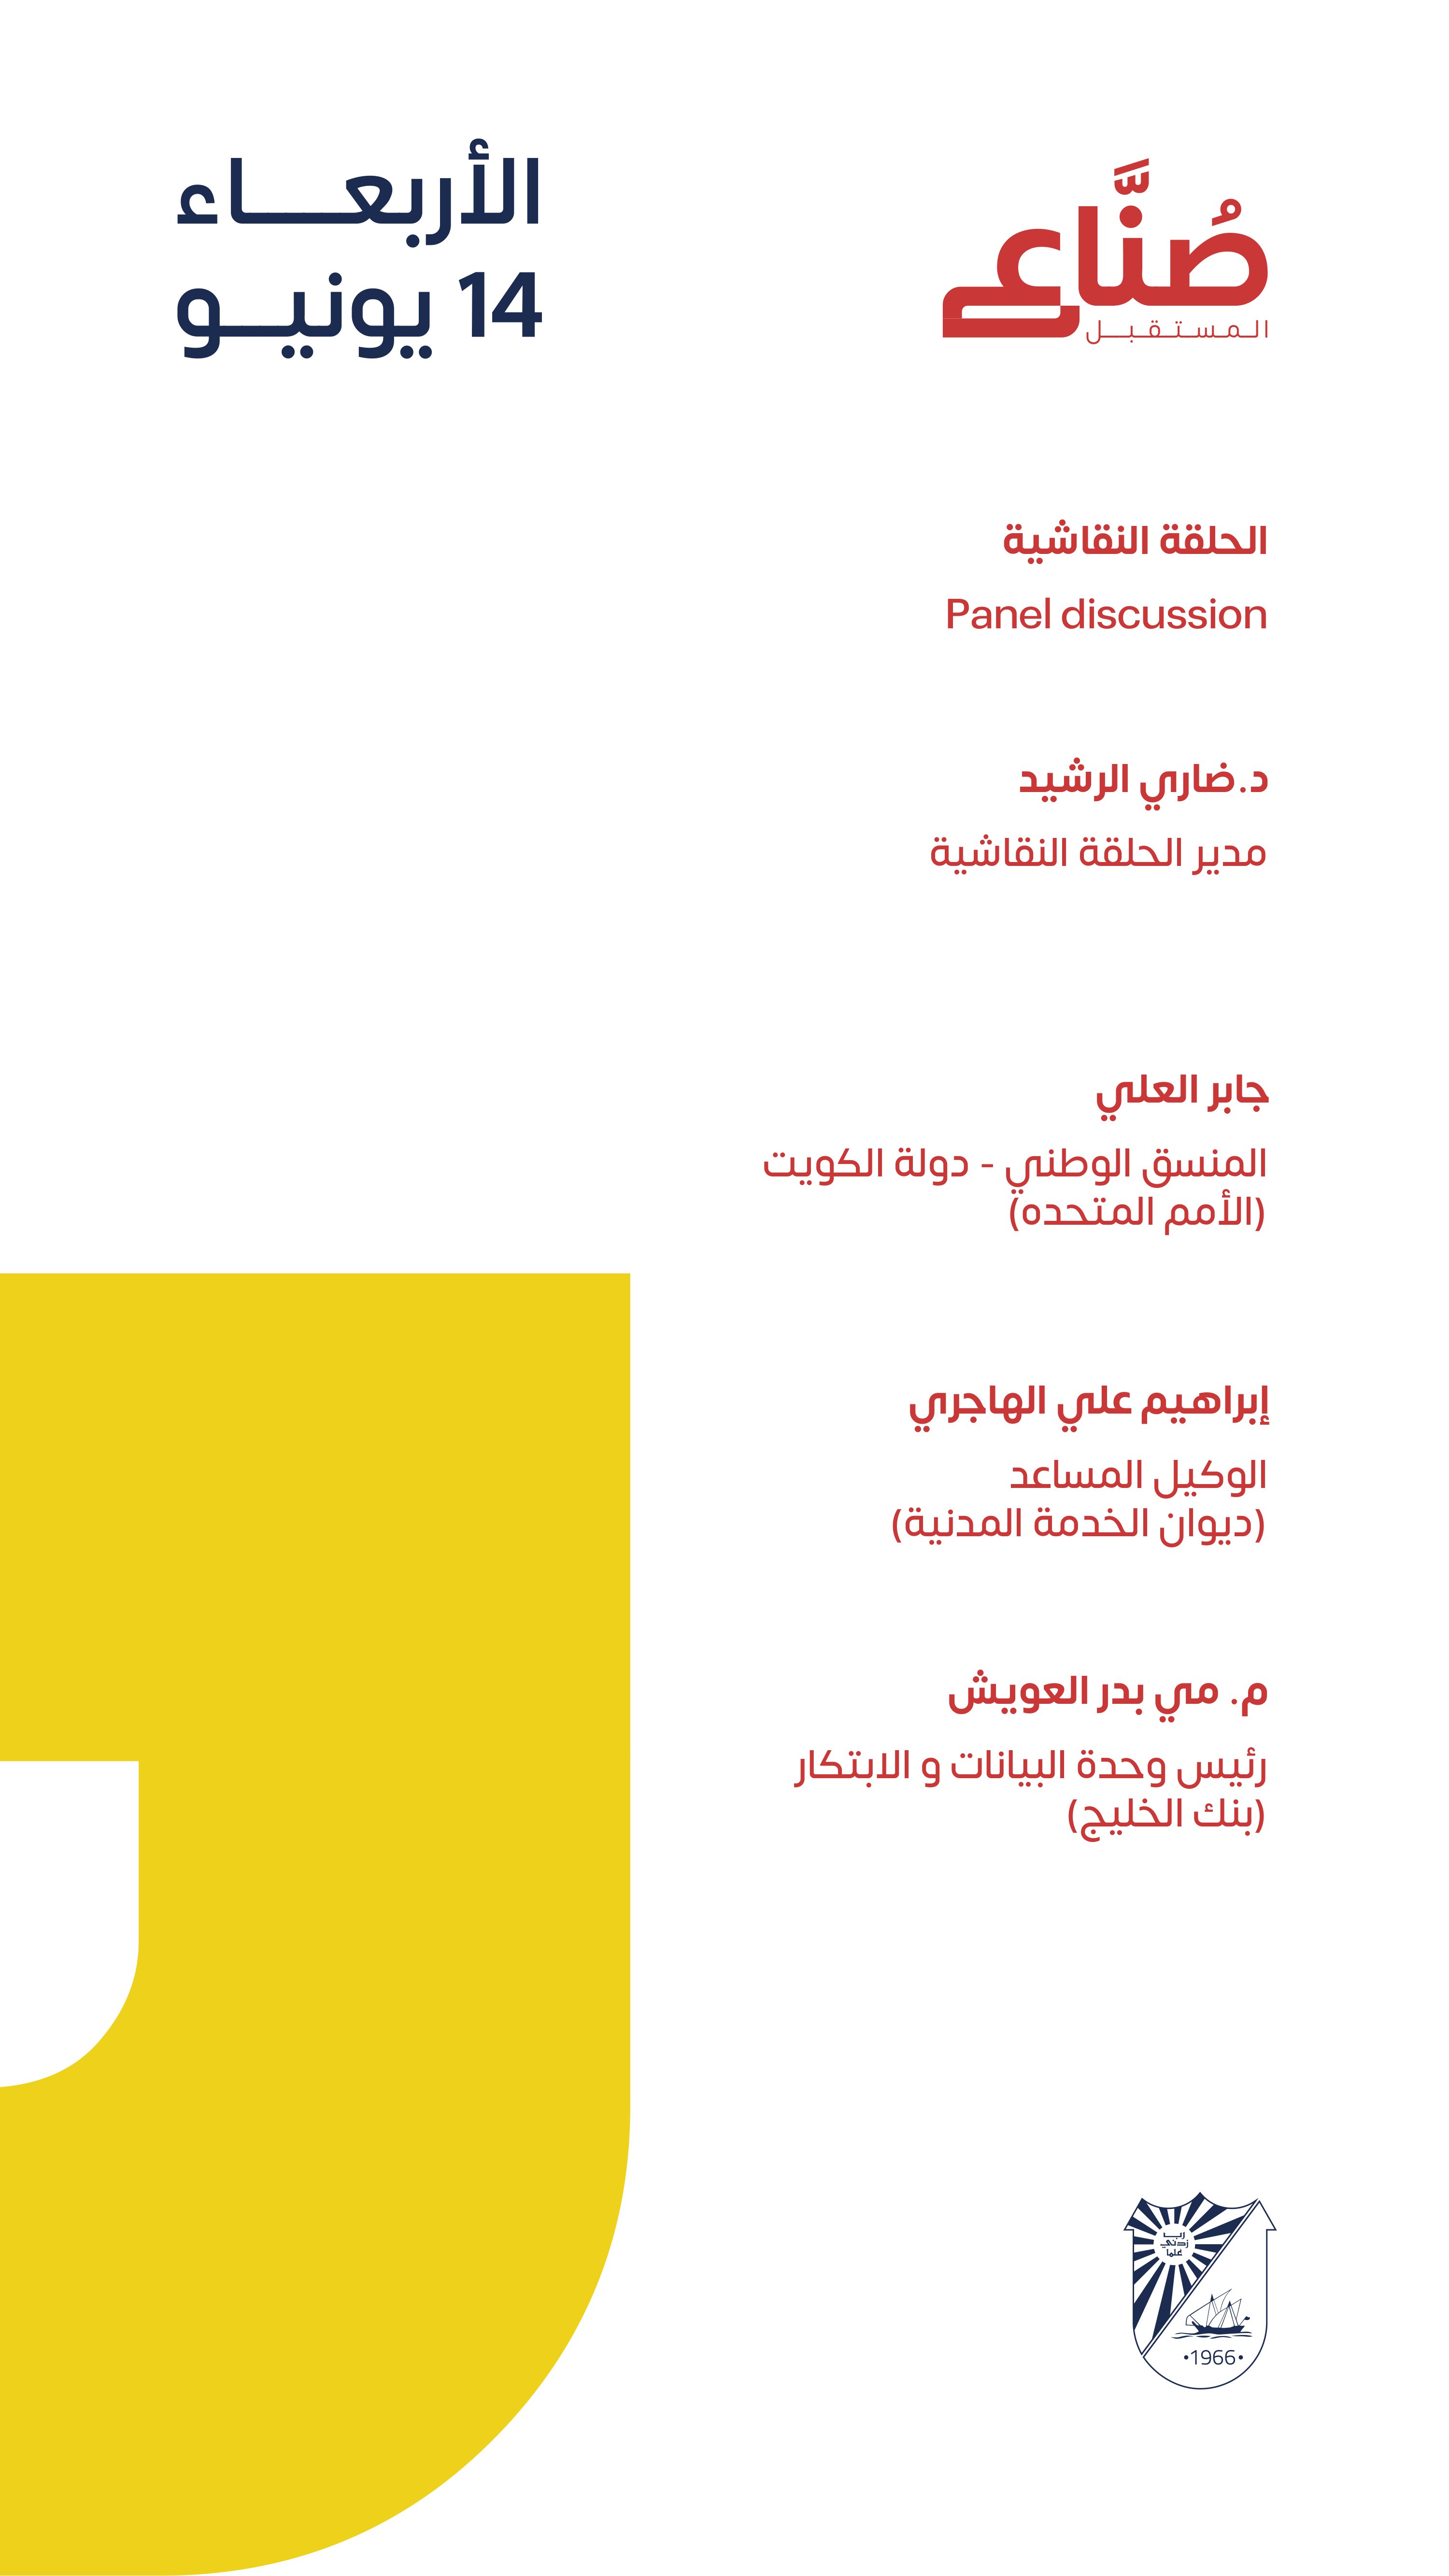 صُنَّاع
المستقبل
الأربعاء
14 يونيو
الحلقة النقاشية
Panel discussion
د.ضاري الرشيد
مدير الحلقة النقاشية
جابر العلي
المنسق الوطني - دولة الكويت
(الأمم المتحده)
إبراهيم علي الهاجري
الوكيل المساعد
(ديوان الخدمة المدنية)
م. مي بدر العويش
رئيس وحدة البيانات و الابتكار
(بنك الخليج)
رب
زدني
علما
•1966•